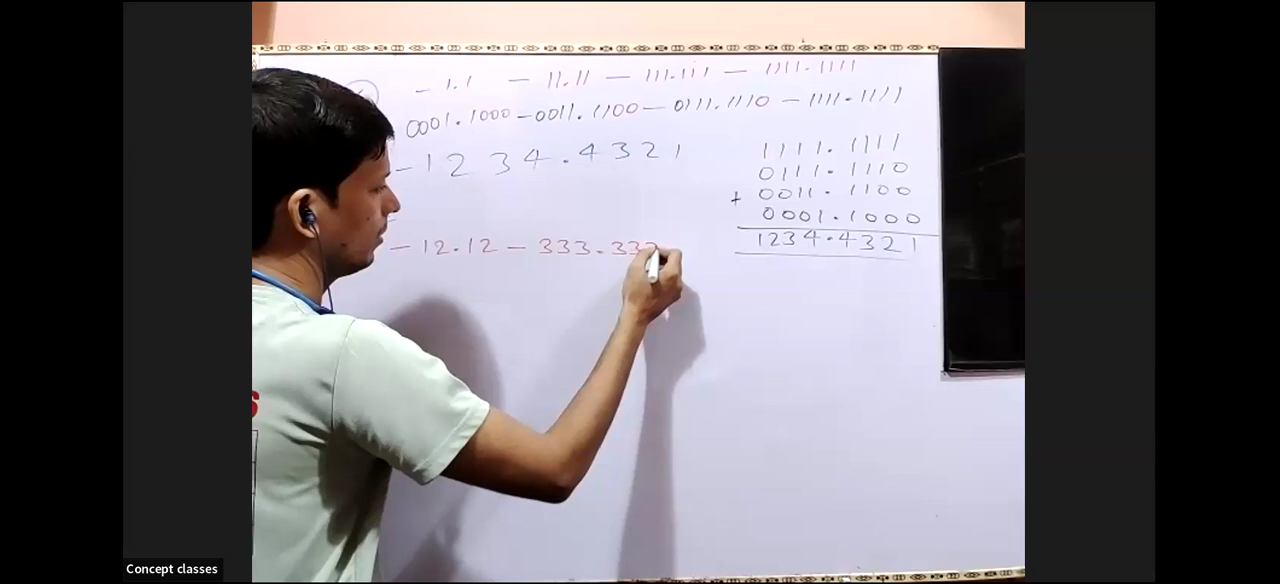 - 1.1 - 11.11 - 111.111 - 1111.1111
0001.1000 - 0011.1100 - 0111.1110 - 1111.1111
- 1234.4321
1111.1111
0111.1110
+ 0011.1100
0001.1000
1234.4321
- 12.12 - 333.33
Concept classes